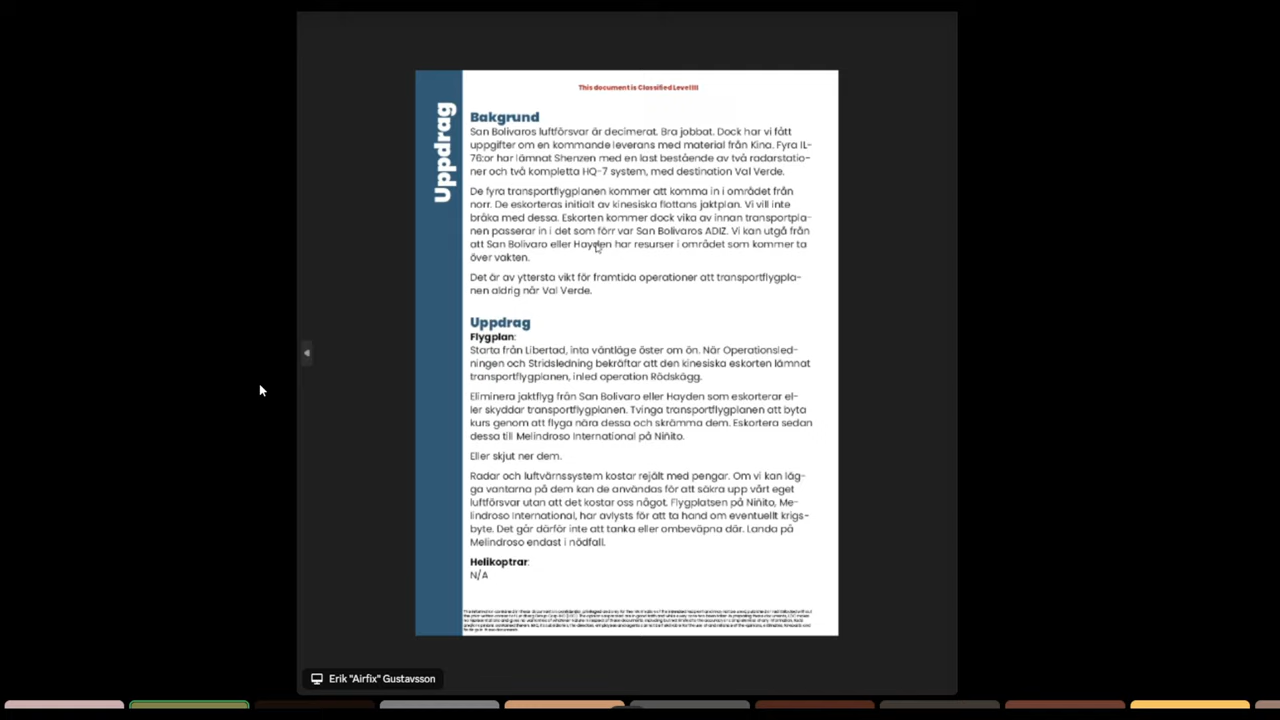 This document is Classified Level III
Uppdrag
Bakgrund
San Bolivaros luftförsvar är decimerat. Bra jobbat. Dock har vi fått
uppgifter om en kommande leverans med material från Kina. Fyra IL-
76:or har lämnat Shenzen med en last bestående av två radarstatio-
ner och två kompletta HQ-7 system, med destination Val Verde.
De fyra transportflygplanen kommer att komma in i området från
norr. De eskorteras initialt av kinesiska flottans jaktplan. Vi vill inte
bråka med dessa. Eskorten kommer dock vika av innan transportpla-
nen passerar in i det som förr var San Bolivaros ADIZ. Vi kan utgå från
att San Bolivaro eller Hayden har resurser i området som kommer ta
över vakten.
Det är av yttersta vikt för framtida operationer att transportflygpla-
nen aldrig når Val Verde.
Uppdrag
Flygplan:
Starta från Libertad, inta väntläge öster om ön. När Operationsled-
ningen och Stridsledning bekräftar att den kinesiska eskorten lämnat
transportflygplanen, inled operation Rödskägg.
Eliminera jaktflyg från San Bolivaro eller Hayden som eskorterar el-
ler skyddar transportflygplanen. Tvinga transportflygplanen att byta
kurs genom att flyga nära dessa och skrämma dem. Eskortera sedan
dessa till Melindroso International på Niñito.
Eller skjut ner dem.
Radar och luftvärnssystem kostar rejält med pengar. Om vi kan läg-
ga vantarna på dem kan de användas för att säkra upp vårt eget
luftförsvar utan att det kostar oss något. Flygplatsen på Niñito, Me-
lindroso International, har avlysts för att ta hand om eventuellt krigs-
byte. Det går därför inte att tanka eller ombeväpna där. Landa på
Melindroso endast i nödfall.
Helikoptrar:
N/A
Erik "Airfix" Gustavsson